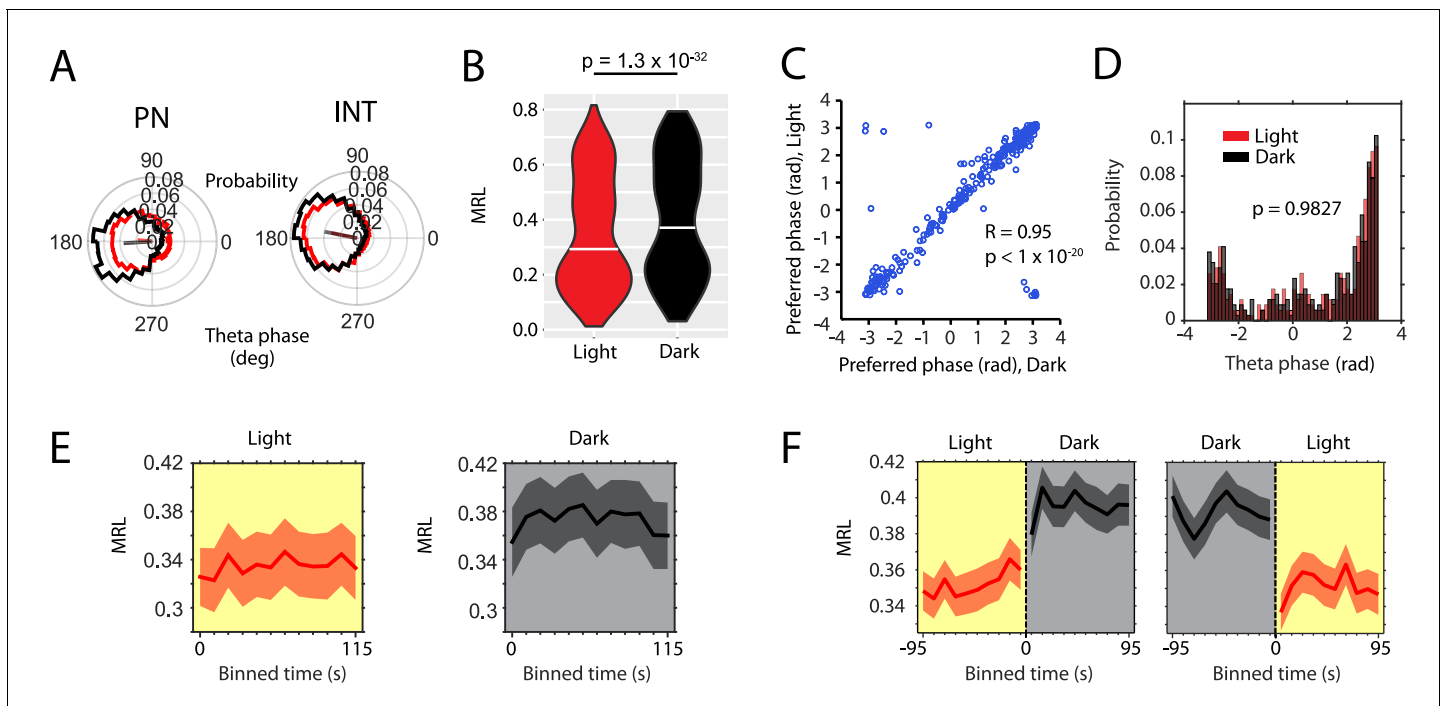 A
PN
INT
90
0.08
0.06
0.04
0.02
180
0
270
Probability
90
0.08
0.06
0.04
0.2
180
0
270
Theta phase
(deg)
B
p = 1.3 x 10-32
MRL
0.8
0.6
0.4
0.2
0.0
Light
Dark
C
Preferred phase (rad), Light
4
3
2
1
0
-1
-2
-3
-4
R = 0.95
p < 1 x 10-20
-4
-3
-2
-1
0
1
2
3
4
Preferred phase (rad), Dark
D
Probability
0.1
0.08
0.06
0.04
0.02
0
Light
Dark
p = 0.9827
-4
-2
0
2
4
Theta phase (rad)
E
Light
MRL
0.42
0.38
0.34
0.3
0
115
Binned time (s)
Dark
MRL
0.42
0.38
0.34
0.3
0
115
Binned time (s)
F
Light
Dark
MRL
0.42
0.4
0.38
0.36
0.34
-95
0
95
Binned time (s)
Dark
Light
-95
0
95
Binned time (s)